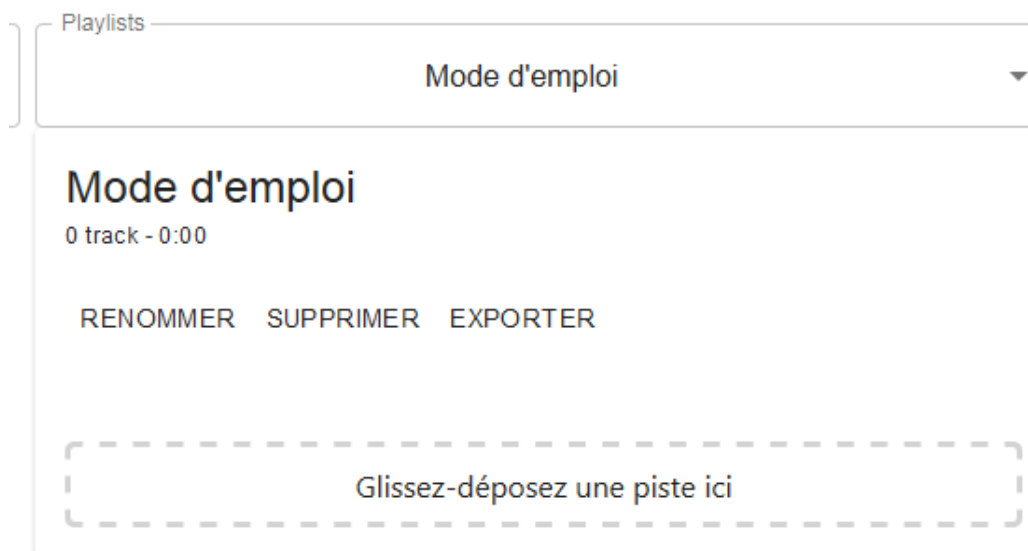 Playlists
Mode d'emploi
Mode d'emploi
0 track - 0:00
RENOMMER SUPPRIMER EXPORTER
Glissez-déposez une piste ici